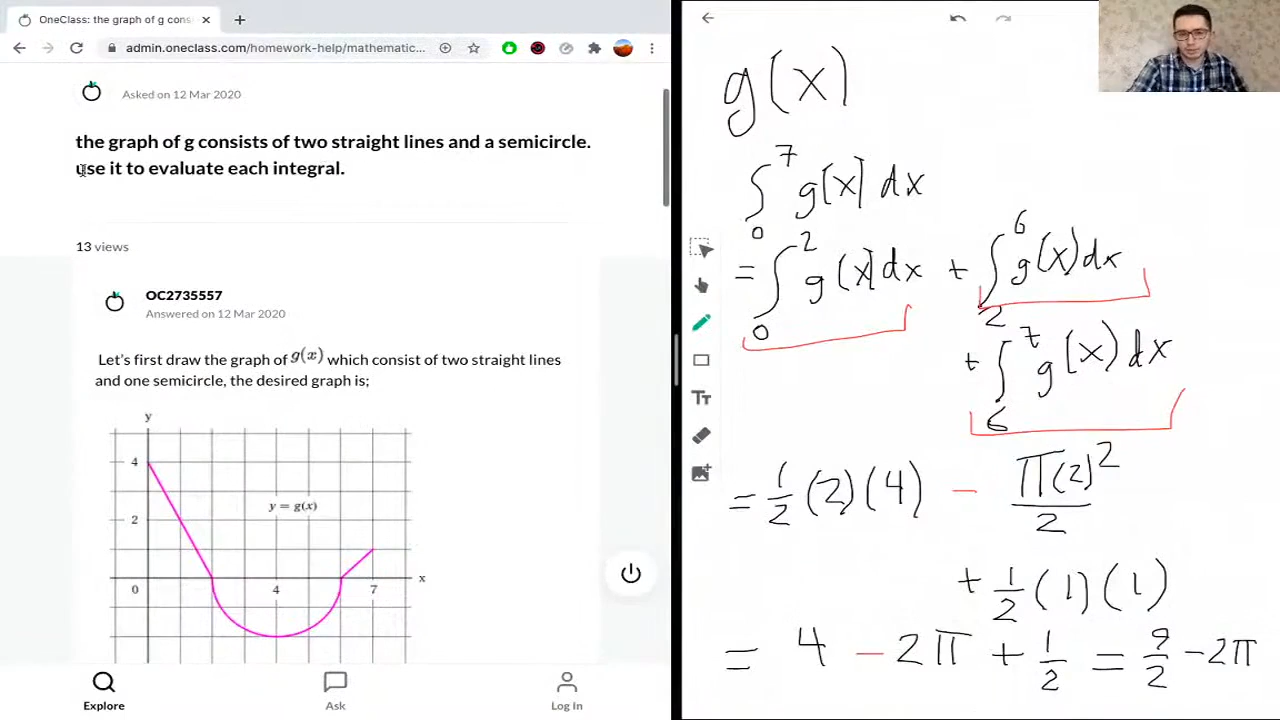 OneClass: the graph of g cons
admin.oneclass.com/homework-help/mathematic...
Asked on 12 Mar 2020
the graph of g consists of two straight lines and a semicircle.
use it to evaluate each integral.
13 views
OC2735557
Answered on 12 Mar 2020
Let's first draw the graph of g(x) which consist of two straight lines
and one semicircle, the desired graph is;
y
4
y = g(x)
2
0 4 7 x
Explore Ask Log In
g(x)
∫₀⁷ g(x) dx
= ∫₀² g(x) dx + ∫₂⁶ g(x) dx
+ ∫₆⁷ g(x) dx
= 1/2 (2)(4) − π(2)²/2
+ 1/2 (1)(1)
= 4 − 2π + 1/2 = 9/2 − 2π
Tт